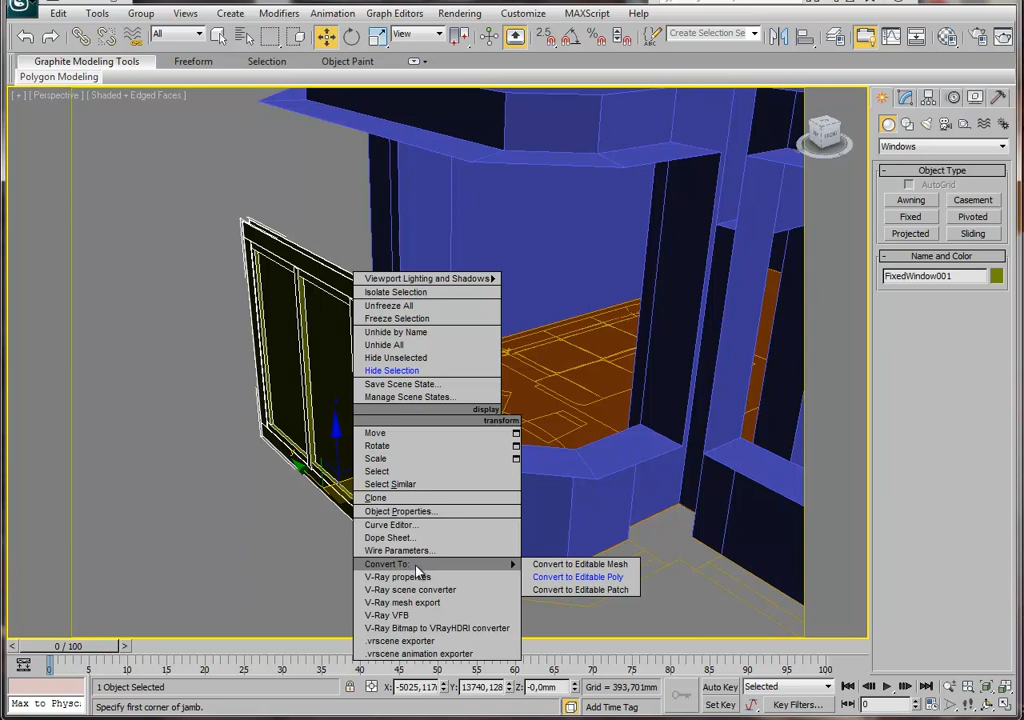 Edit Tools Group Views Create Modifiers Animation Graph Editors Rendering Customize MAXScript Help
All View 2.5 Create Selection Se
Graphite Modeling Tools Freeform Selection Object Paint
Polygon Modeling
[ + ] [ Perspective ] [ Shaded + Edged Faces ]
Windows
- Object Type
AutoGrid
Awning Casement
Fixed Pivoted
Projected Sliding
- Name and Color
FixedWindow001
Viewport Lighting and Shadows
Isolate Selection
Unfreeze All
Freeze Selection
Unhide by Name
Unhide All
Hide Unselected
Hide Selection
Save Scene State...
Manage Scene States...
display
transform
Move
Rotate
Scale
Select
Select Similar
Clone
Object Properties...
Curve Editor...
Dope Sheet...
Wire Parameters...
Convert To:
Convert to Editable Mesh
Convert to Editable Poly
Convert to Editable Patch
V-Ray properties
V-Ray scene converter
V-Ray mesh export
V-Ray VFB
V-Ray Bitmap to VRayHDRI converter
.vrscene exporter
.vrscene animation exporter
< 0 / 100 >
0 5 10 15 20 25 30 35 40 45 50 55 60 65 70 75 80 85 90 95 100
1 Object Selected X: -5025,117 Y: 13740,128 Z: -0,0mm Grid = 393,701mm Auto Key Selected
Max to Physc Specify first corner of jamb. Add Time Tag Set Key Key Filters... 0